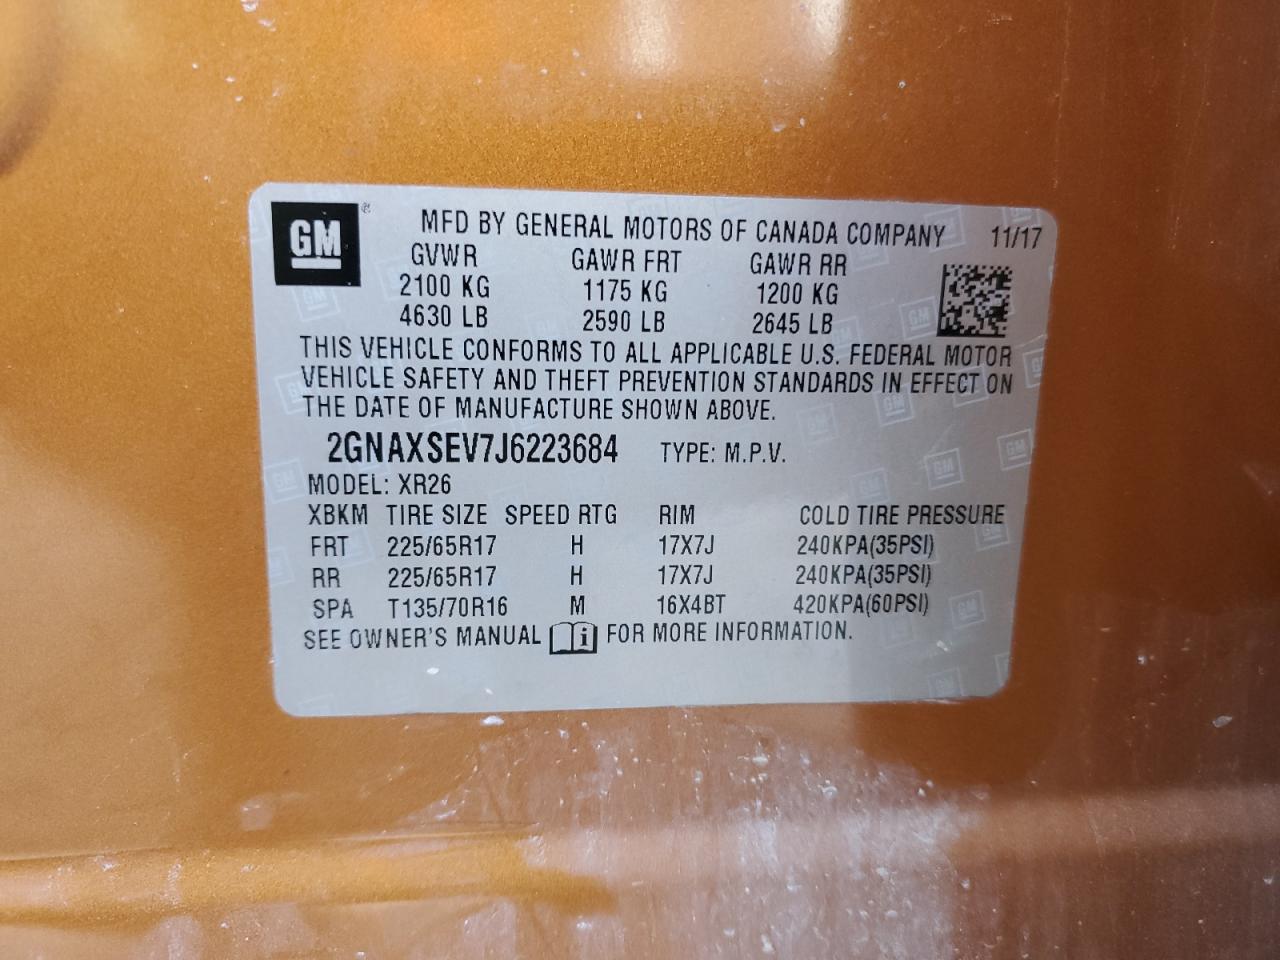 GM ® MFD BY GENERAL MOTORS OF CANADA COMPANY 11/17
GVWR GAWR FRT GAWR RR
2100 KG 1175 KG 1200 KG
4630 LB 2590 LB 2645 LB
THIS VEHICLE CONFORMS TO ALL APPLICABLE U.S. FEDERAL MOTOR
VEHICLE SAFETY AND THEFT PREVENTION STANDARDS IN EFFECT ON
THE DATE OF MANUFACTURE SHOWN ABOVE.
2GNAXSEV7J6223684 TYPE: M.P.V.
MODEL: XR26
XBKM TIRE SIZE SPEED RTG RIM COLD TIRE PRESSURE
FRT 225/65R17 H 17X7J 240KPA(35PSI)
RR 225/65R17 H 17X7J 240KPA(35PSI)
SPA T135/70R16 M 16X4BT 420KPA(60PSI)
SEE OWNER'S MANUAL i FOR MORE INFORMATION.